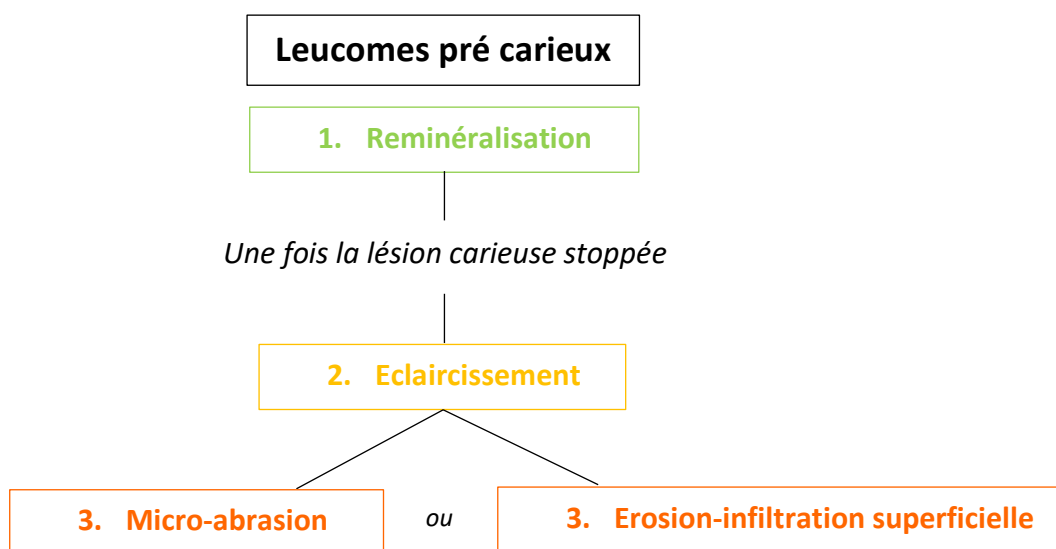 Leucomes pré carieux
1. Reminéralisation
Une fois la lésion carieuse stoppée
2. Eclaircissement
3. Micro-abrasion
ou
3. Erosion-infiltration superficielle